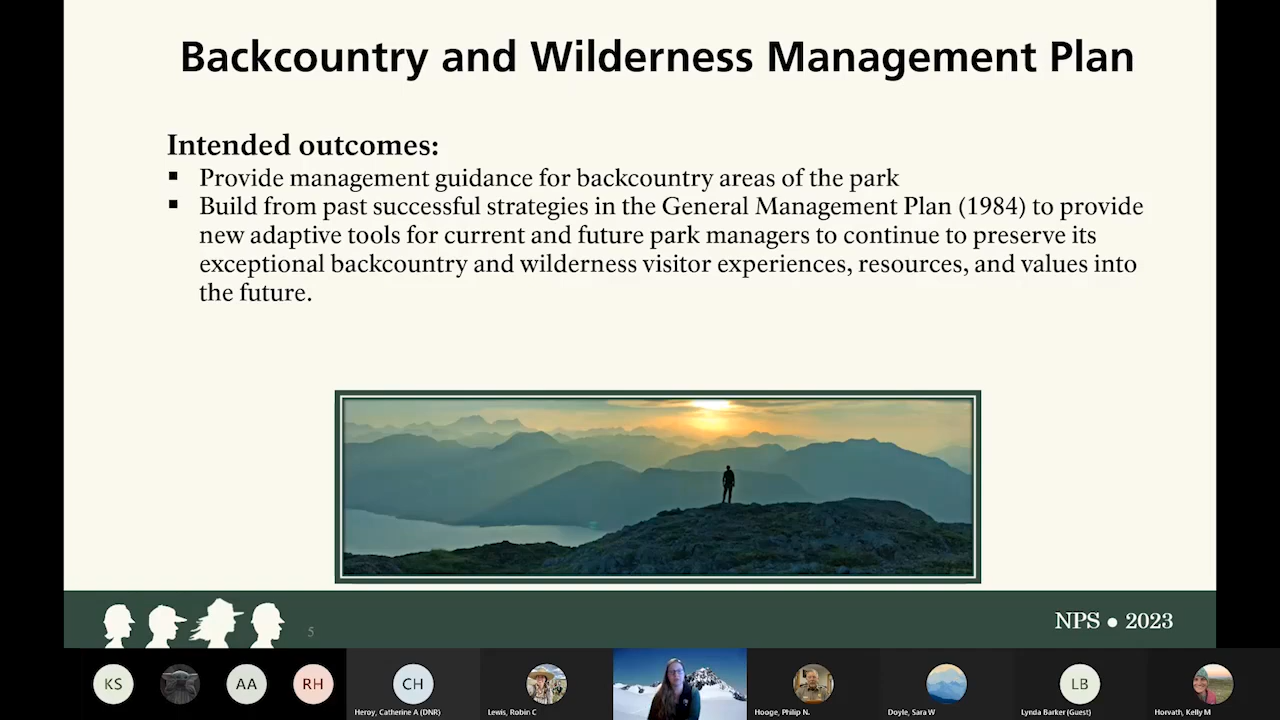 Backcountry and Wilderness Management Plan
Intended outcomes:
▪ Provide management guidance for backcountry areas of the park
▪ Build from past successful strategies in the General Management Plan (1984) to provide
new adaptive tools for current and future park managers to continue to preserve its
exceptional backcountry and wilderness visitor experiences, resources, and values into
the future.
5
NPS ● 2023
KS
AA
RH
CH
LB
Heroy, Catherine A (DNR)
Lewis, Robin C
Hooge, Philip N.
Doyle, Sara W
Lynda Barker (Guest)
Horvath, Kelly M